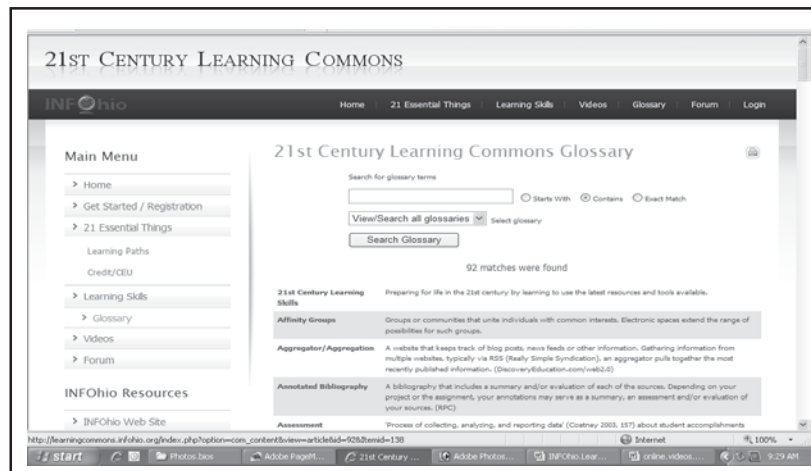 21ST CENTURY LEARNING COMMONS
INFOhio
Home 21 Essential Things Learning Skills Videos Glossary Forum Login
Main Menu
> Home
> Get Started / Registration
> 21 Essential Things
Learning Paths
Credit/CEU
> Learning Skills
> Glossary
> Videos
> Forum
INFOhio Resources
> INFOhio Web Site
21st Century Learning Commons Glossary
Search for glossary terms
Starts With Contains Exact Match
View/Search all glossaries Select glossary
Search Glossary
92 matches were found
21st Century Learning Preparing for life in the 21st century by learning to use the latest resources and tools available.
Skills
Affinity Groups Groups or communities that unite individuals with common interests. Electronic spaces extend the range of
possibilities for such groups.
Aggregator/Aggregation A website that keeps track of blog posts, news feeds or other information. Gathering information from
multiple websites, typically via RSS (Really Simple Syndication), an aggregator pulls together the most
recently published information. (DiscoveryEducation.com/web2.0)
Annotated Bibliography A bibliography that includes a summary and/or evaluation of each of the sources. Depending on your
project or the assignment, your annotations may serve as a summary, an assessment and/or evaluation of
your sources. (RPC)
Assessment 'Process of collecting, analyzing, and reporting data' (Coatney 2003, 157) about student accomplishments
http://learningcommons.infohio.org/index.php?option=com_content&view=article&id=92&Itemid=138 Internet 100%
start Photos.bios Adobe PageM... 21st Century ... Adobe Photos... INFOhio.Lear... online.videos.... 9:29 AM